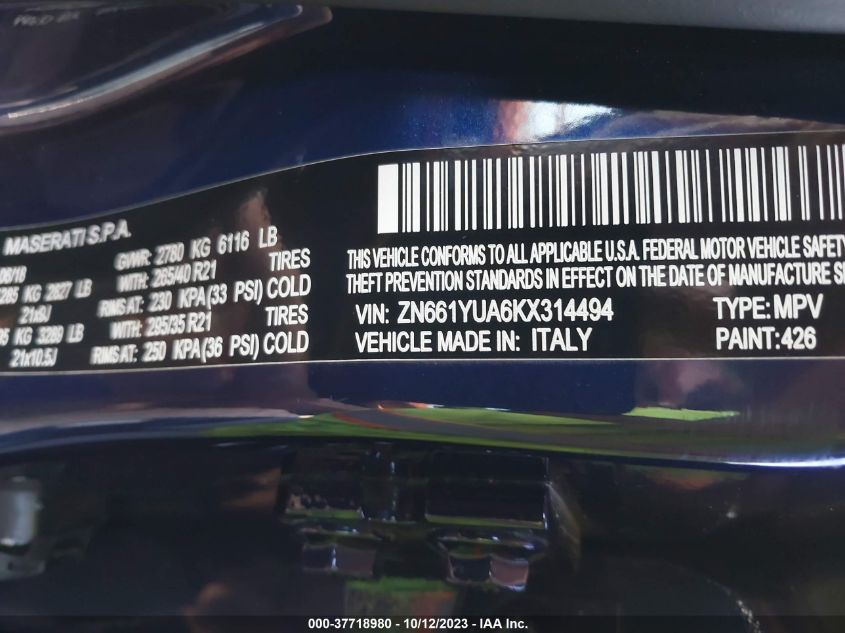 MASERATI S.P.A.
GVWR: 2780 KG 6116 LB
08/18
WITH: 265/40 R21 TIRES
KG 2827 LB
RIMS AT: 230 KPA(33 PSI) COLD
21x9J
WITH: 295/35 R21 TIRES
KG 3289 LB
RIMS AT: 250 KPA(36 PSI) COLD
21x10.5J
THIS VEHICLE CONFORMS TO ALL APPLICABLE U.S.A. FEDERAL MOTOR VEHICLE SAFETY
THEFT PREVENTION STANDARDS IN EFFECT ON THE DATE OF MANUFACTURE
VIN: ZN661YUA6KX314494 TYPE:MPV
VEHICLE MADE IN: ITALY PAINT:426
000-37718980 - 10/12/2023 - IAA Inc.